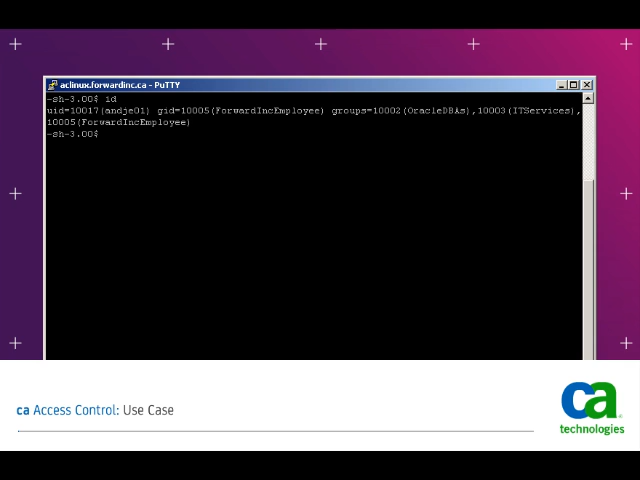 aclinux.forwardinc.ca - PuTTY
-sh-3.00$ id
uid=10017(andje01) gid=10005(ForwardIncEmployee) groups=10002(OracleDBAs),10003(ITServices),
10005(ForwardIncEmployee)
-sh-3.00$
ca Access Control: Use Case
ca
technologies